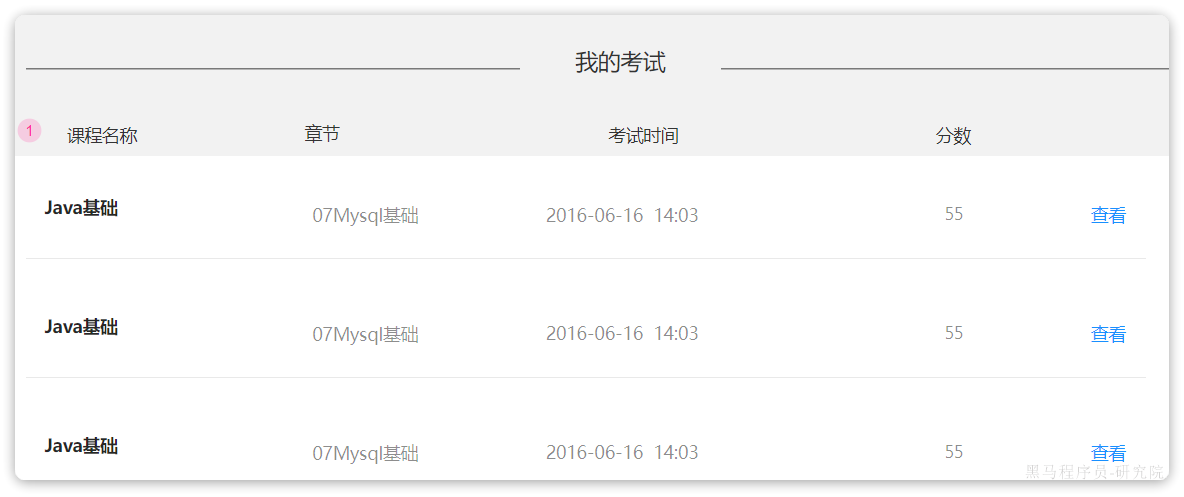 我的考试
1 课程名称 章节 考试时间 分数
Java基础 07Mysql基础 2016-06-16 14:03 55 查看
Java基础 07Mysql基础 2016-06-16 14:03 55 查看
Java基础 07Mysql基础 2016-06-16 14:03 55 查看
黑马程序员-研究院